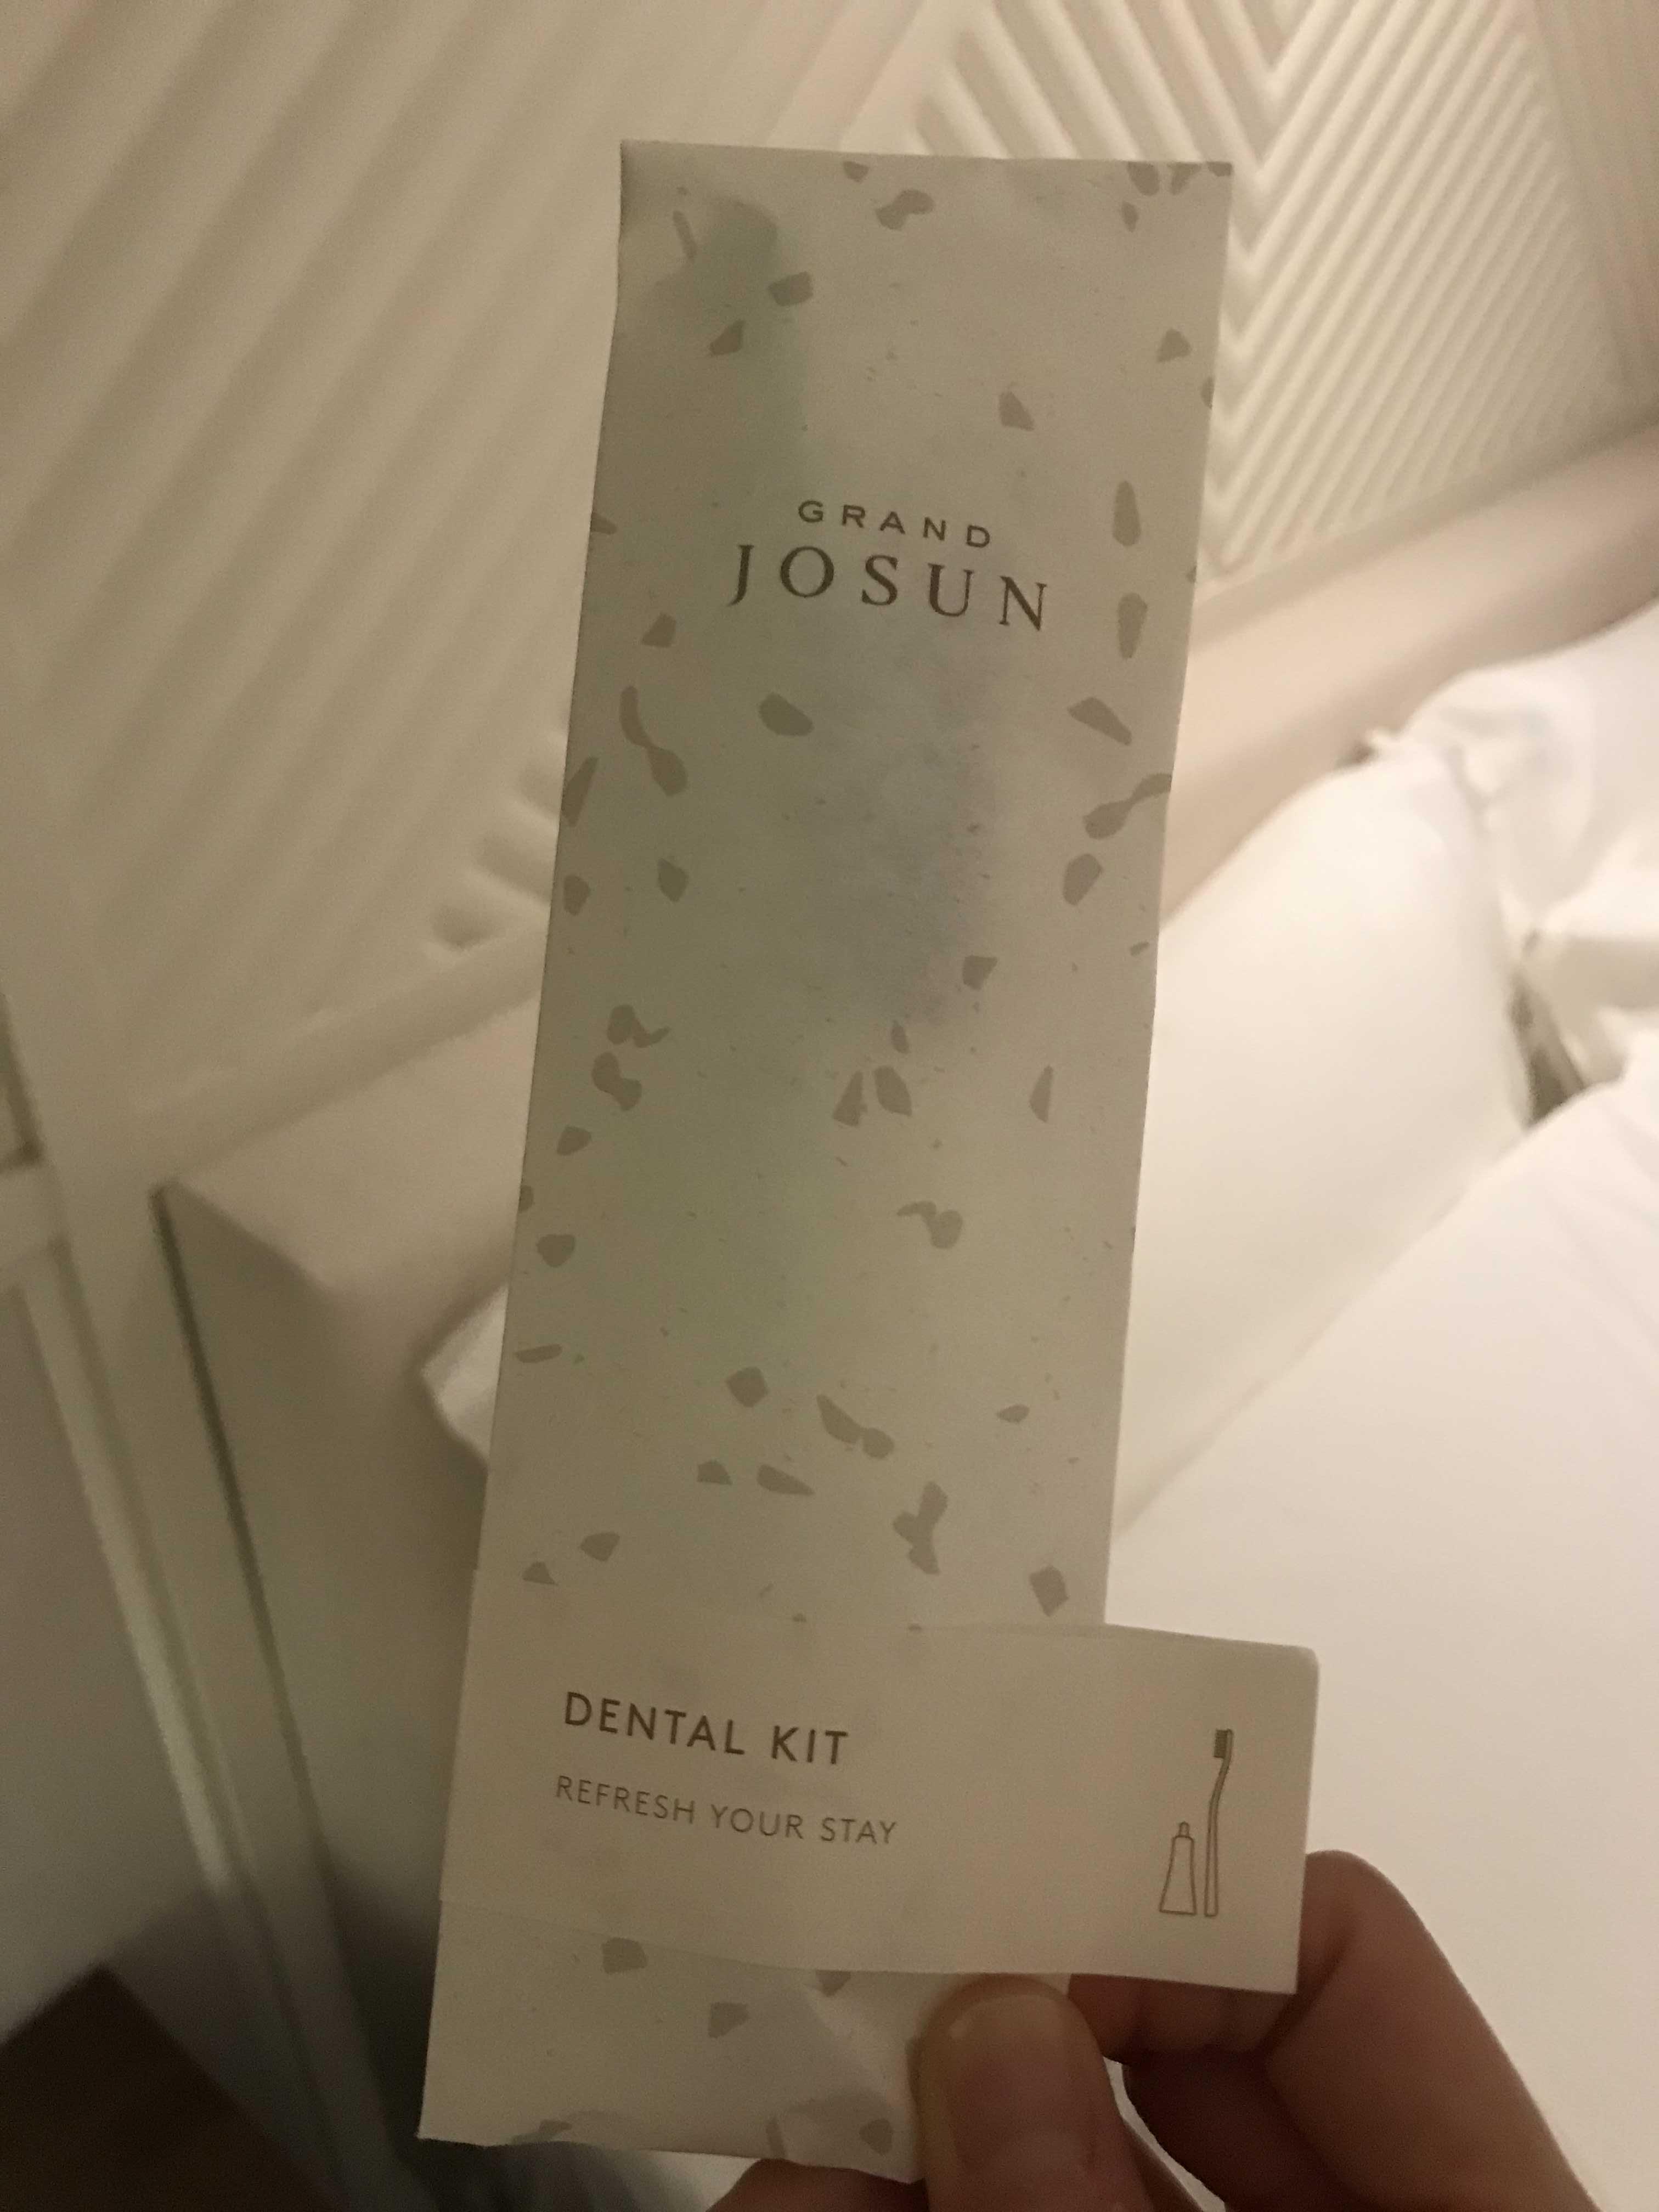 GRAND
JOSUN
DENTAL KIT
REFRESH YOUR STAY